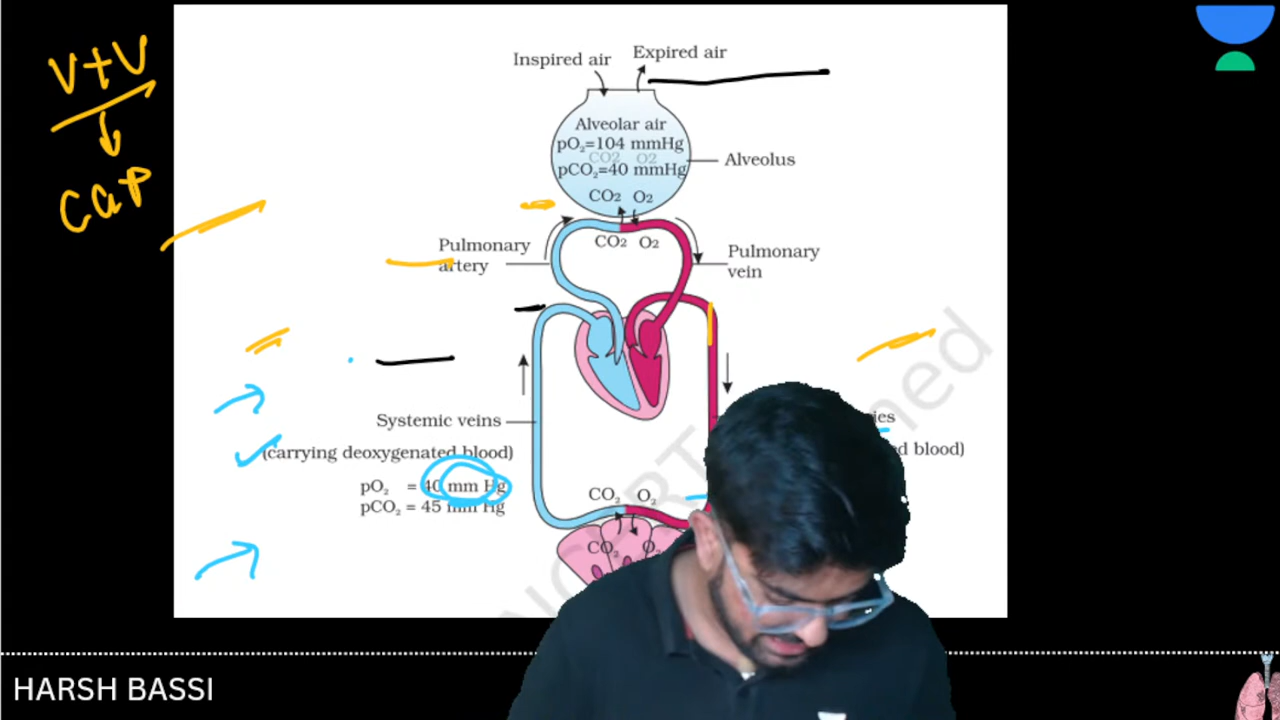 V+V
Cap
Inspired air
Expired air
Alveolar air
pO2=104 mmHg
CO2 O2
pCO2=40 mmHg
Alveolus
CO2 O2
CO2 O2
Pulmonary
artery
Pulmonary
vein
Systemic veins
(carrying deoxygenated blood)
pO2 = 40 mm Hg
pCO2 = 45 mm Hg
blood)
CO2 O2
CO2 O2
HARSH BASSI